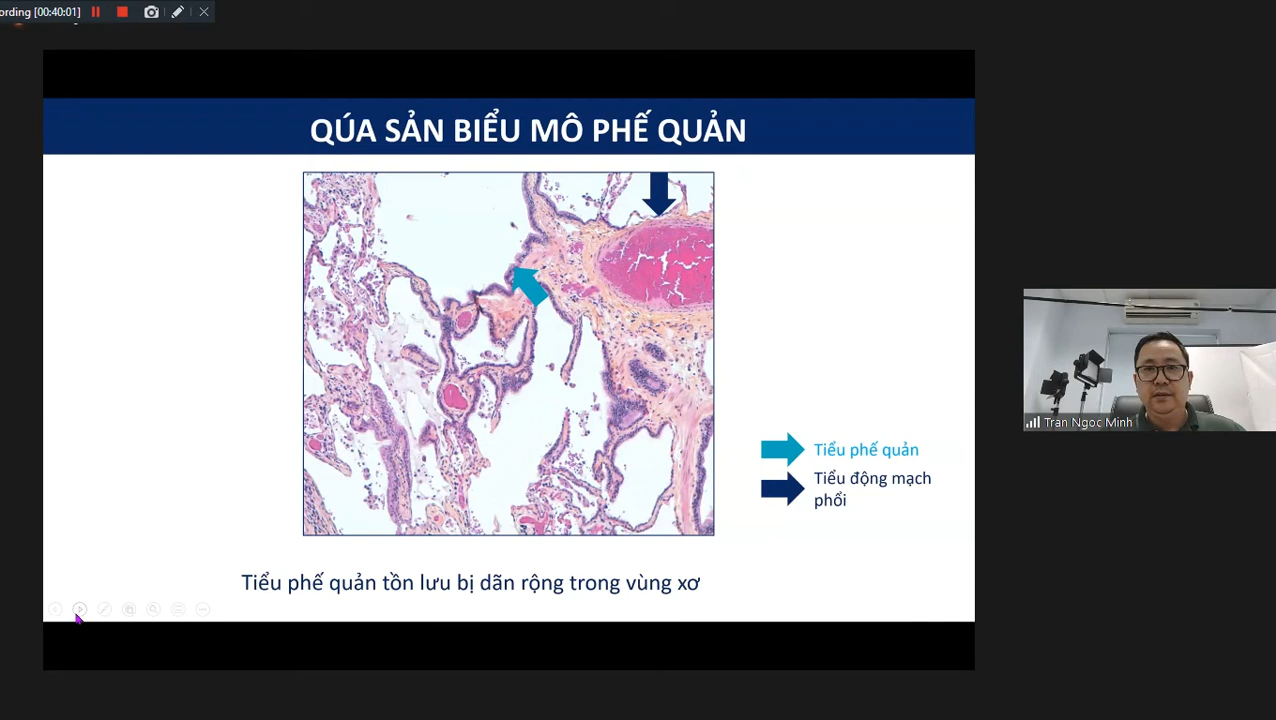 ording [00:40:01]
QÚA SẢN BIỂU MÔ PHẾ QUẢN
Tiểu phế quản
Tiểu động mạch
phổi
Tiểu phế quản tồn lưu bị dãn rộng trong vùng xơ
Tran Ngoc Minh